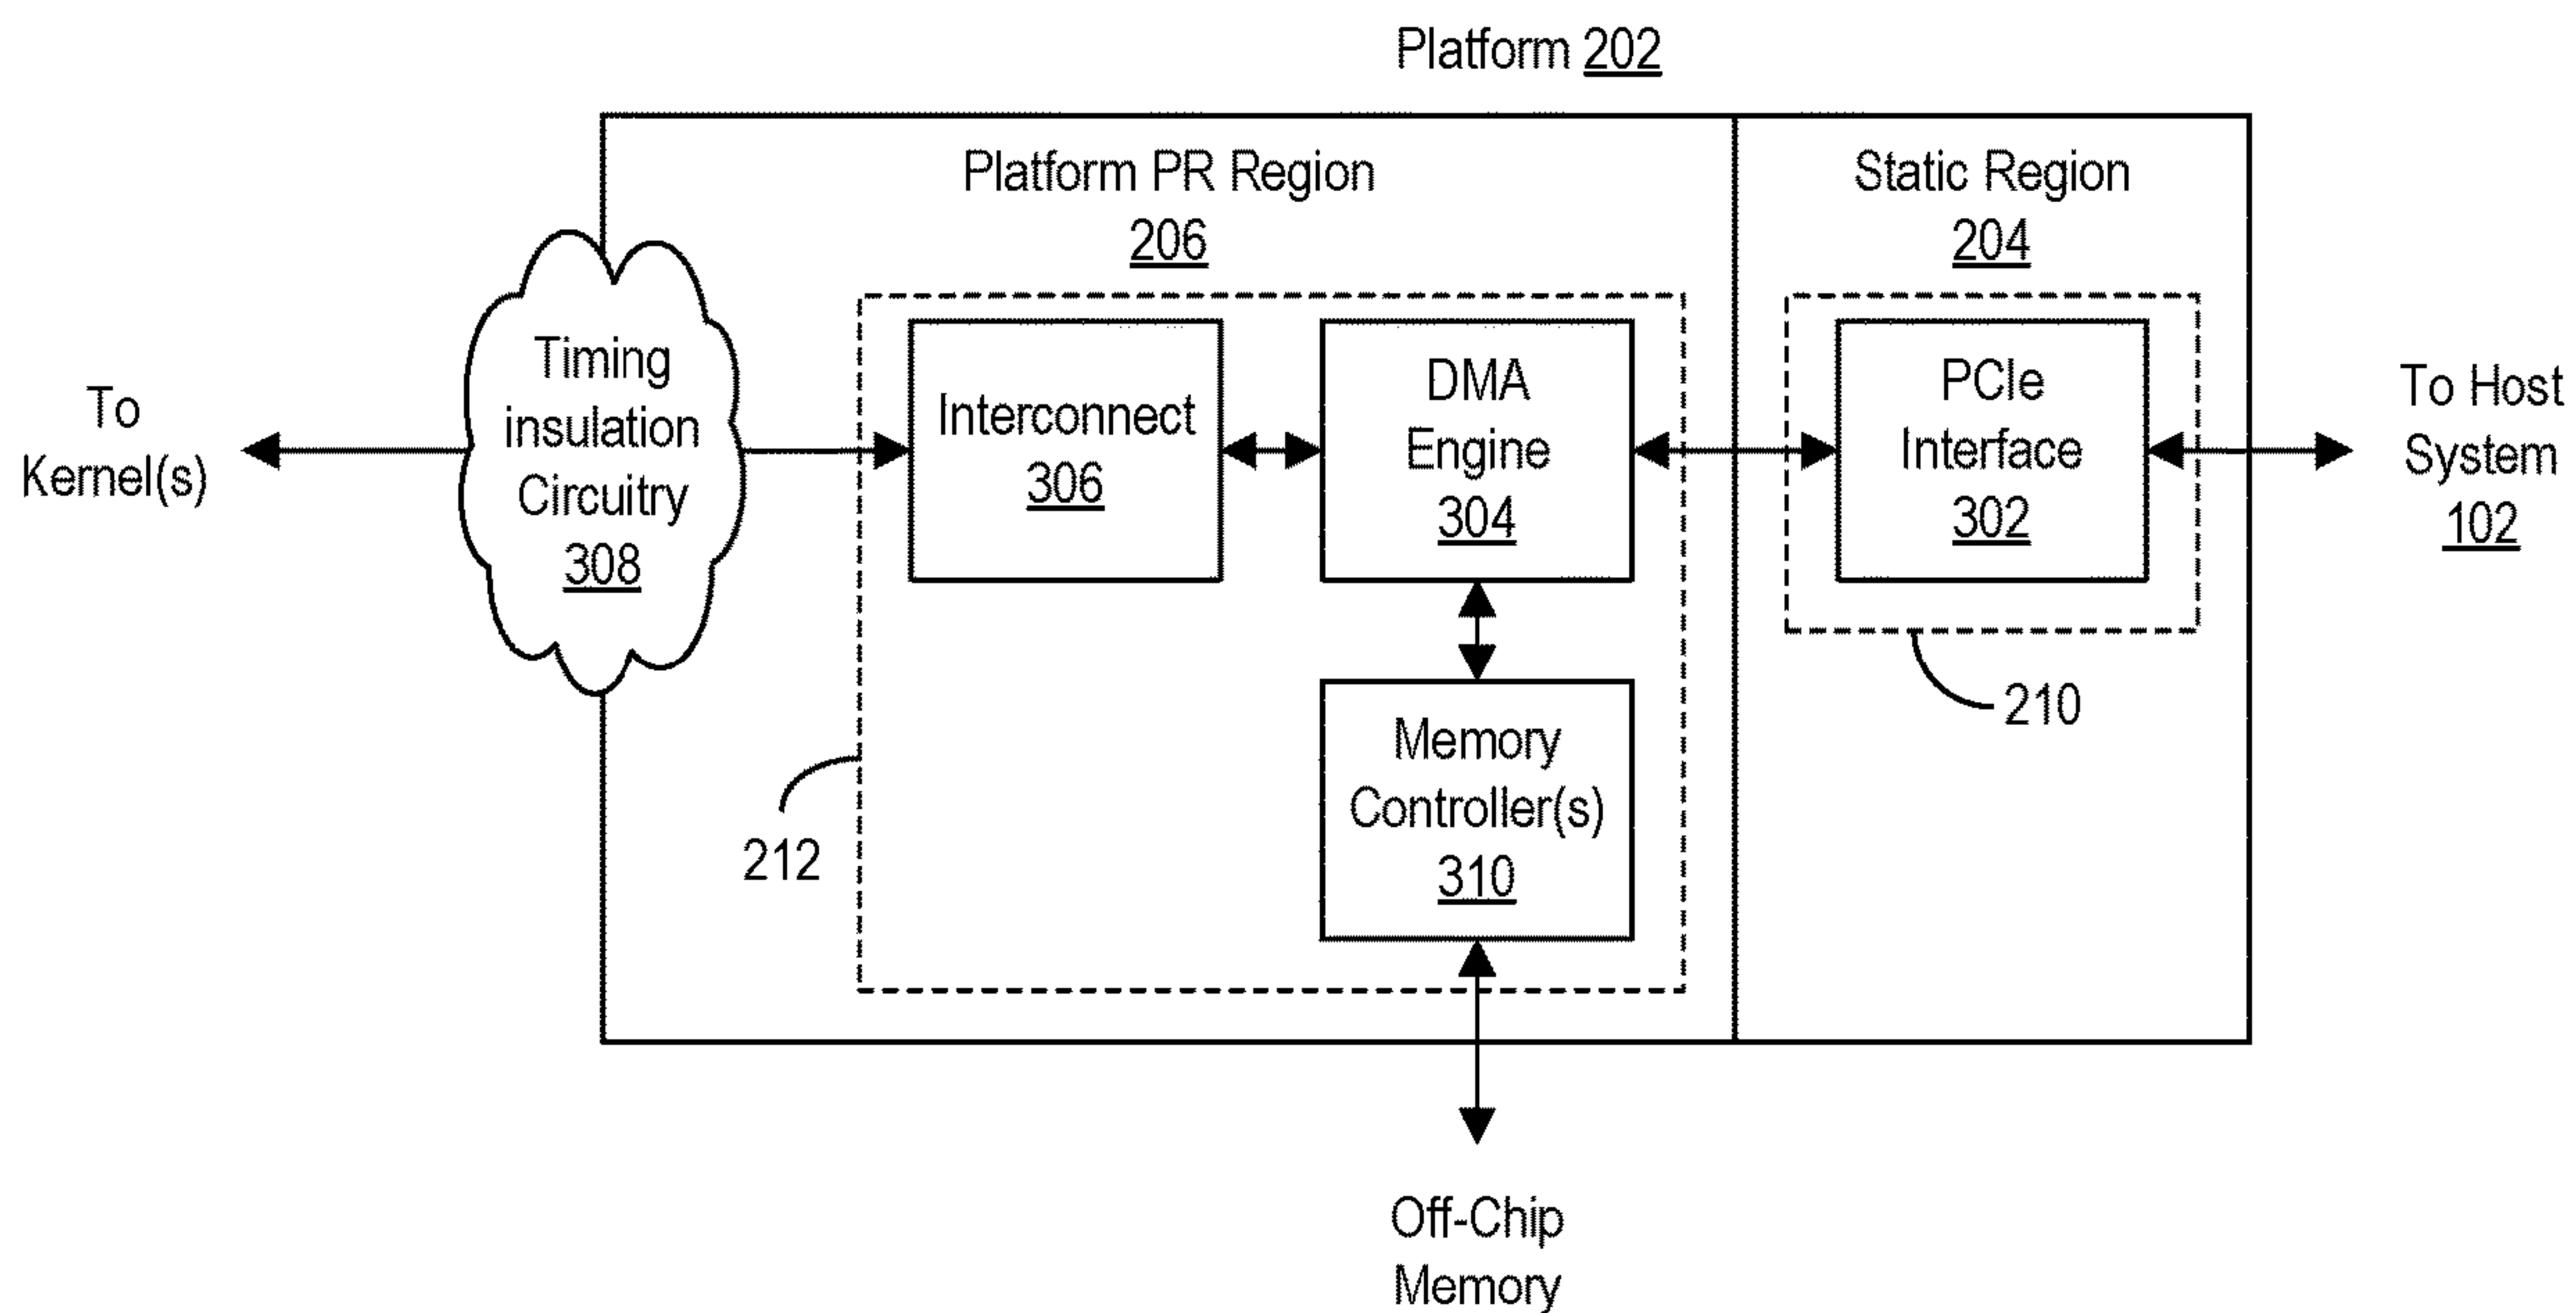 Platform 202
Platform PR Region
206
Static Region
204
To
Kernel(s)
Timing
insulation
Circuitry
308
Interconnect
306
DMA
Engine
304
PCIe
Interface
302
To Host
System
102
210
Memory
Controller(s)
310
212
Off-Chip
Memory